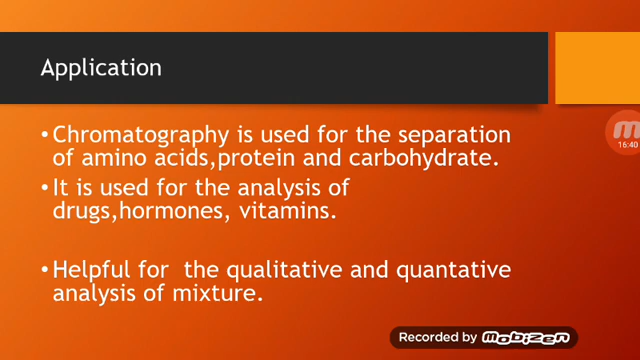 Application
• Chromatography is used for the separation
of amino acids,protein and carbohydrate.
• It is used for the analysis of
drugs,hormones, vitamins.
• Helpful for the qualitative and quantative
analysis of mixture.
m
16:40
Recorded by mobizen